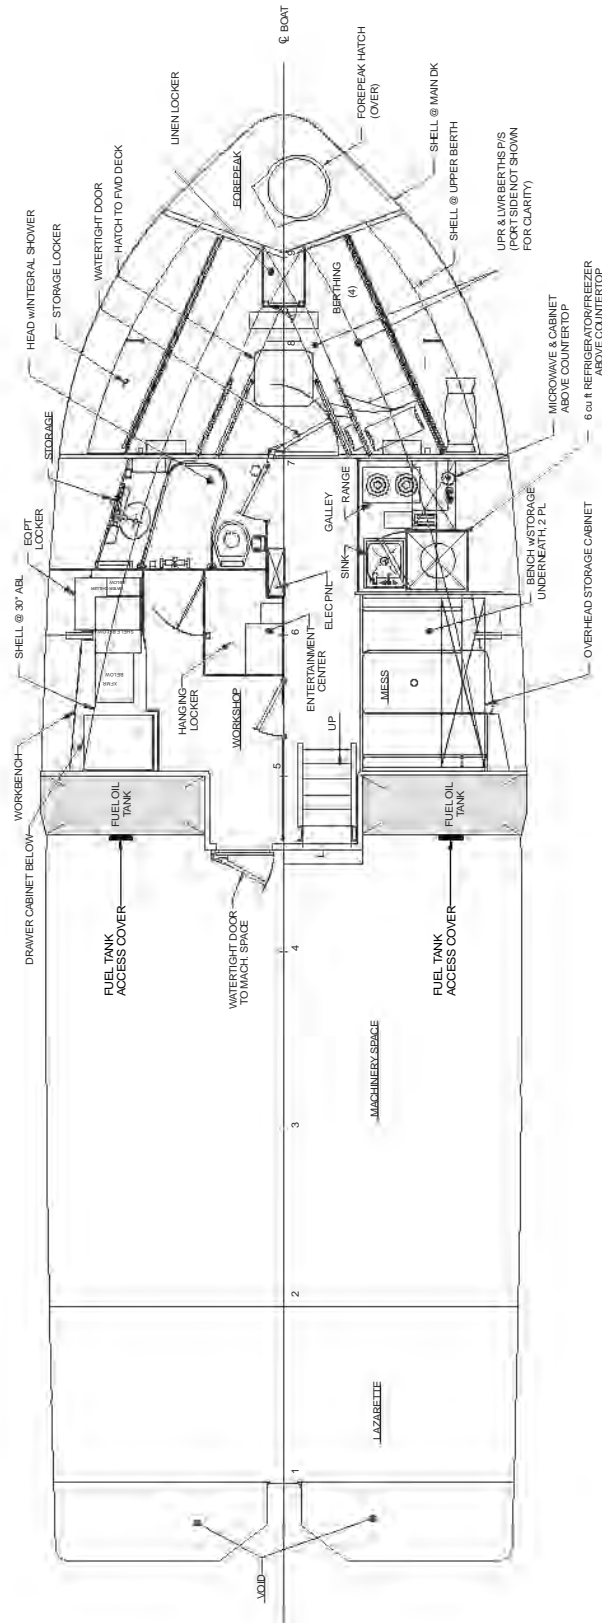 ℄ BOAT
LINEN LOCKER
FOREPEAK HATCH
(OVER)
FOREPEAK
SHELL @ MAIN DK
SHELL @ UPPER BERTH
WATERTIGHT DOOR
HATCH TO FWD DECK
UPR & LWR BERTHS P/S
(PORT SIDE NOT SHOWN
FOR CLARITY)
HEAD w/INTEGRAL SHOWER
STORAGE LOCKER
9
BERTHING
(4)
8
MICROWAVE & CABINET
ABOVE COUNTERTOP
6 cu ft REFRIGERATOR/FREEZER
ABOVE COUNTERTOP
STORAGE
7
GALLEY
RANGE
SINK
EQPT
LOCKER
BENCH w/STORAGE
UNDERNEATH, 2 PL
SHELL @ 30" ABL
ELEC PNL
OVERHEAD STORAGE CABINET
6
ENTERTAINMENT
CENTER
HANGING
LOCKER
XFMR
BELOW
MESS
WORKSHOP
UP
5
WORKBENCH
DRAWER CABINET BELOW
FUEL OIL
TANK
FUEL OIL
TANK
FUEL TANK
ACCESS COVER
WATERTIGHT DOOR
TO MACH. SPACE
4
FUEL TANK
ACCESS COVER
MACHINERY SPACE
3
2
LAZARETTE
1
VOID